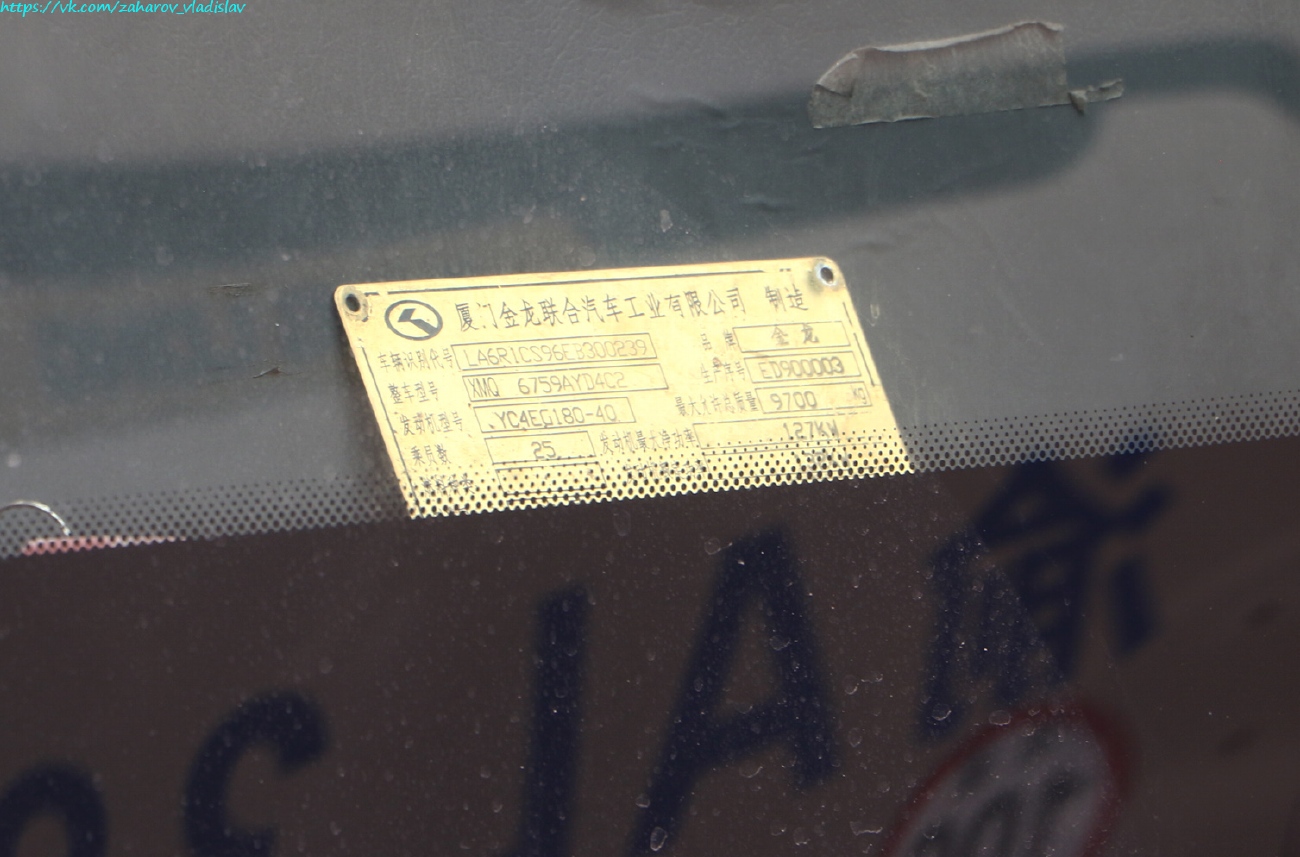 https://vk.com/zaharov_vladislav
厦门金龙联合汽车工业有限公司 制造
车辆识别代号 LA6R1CS96EB300239 品牌 金龙
整车型号 XMQ 6759AYD4C2 生产序号 ED900003
发动机型号 YC4EG180-40 最大允许总质量 9700 KG
乘员数 25 发动机最大净功率 127KW